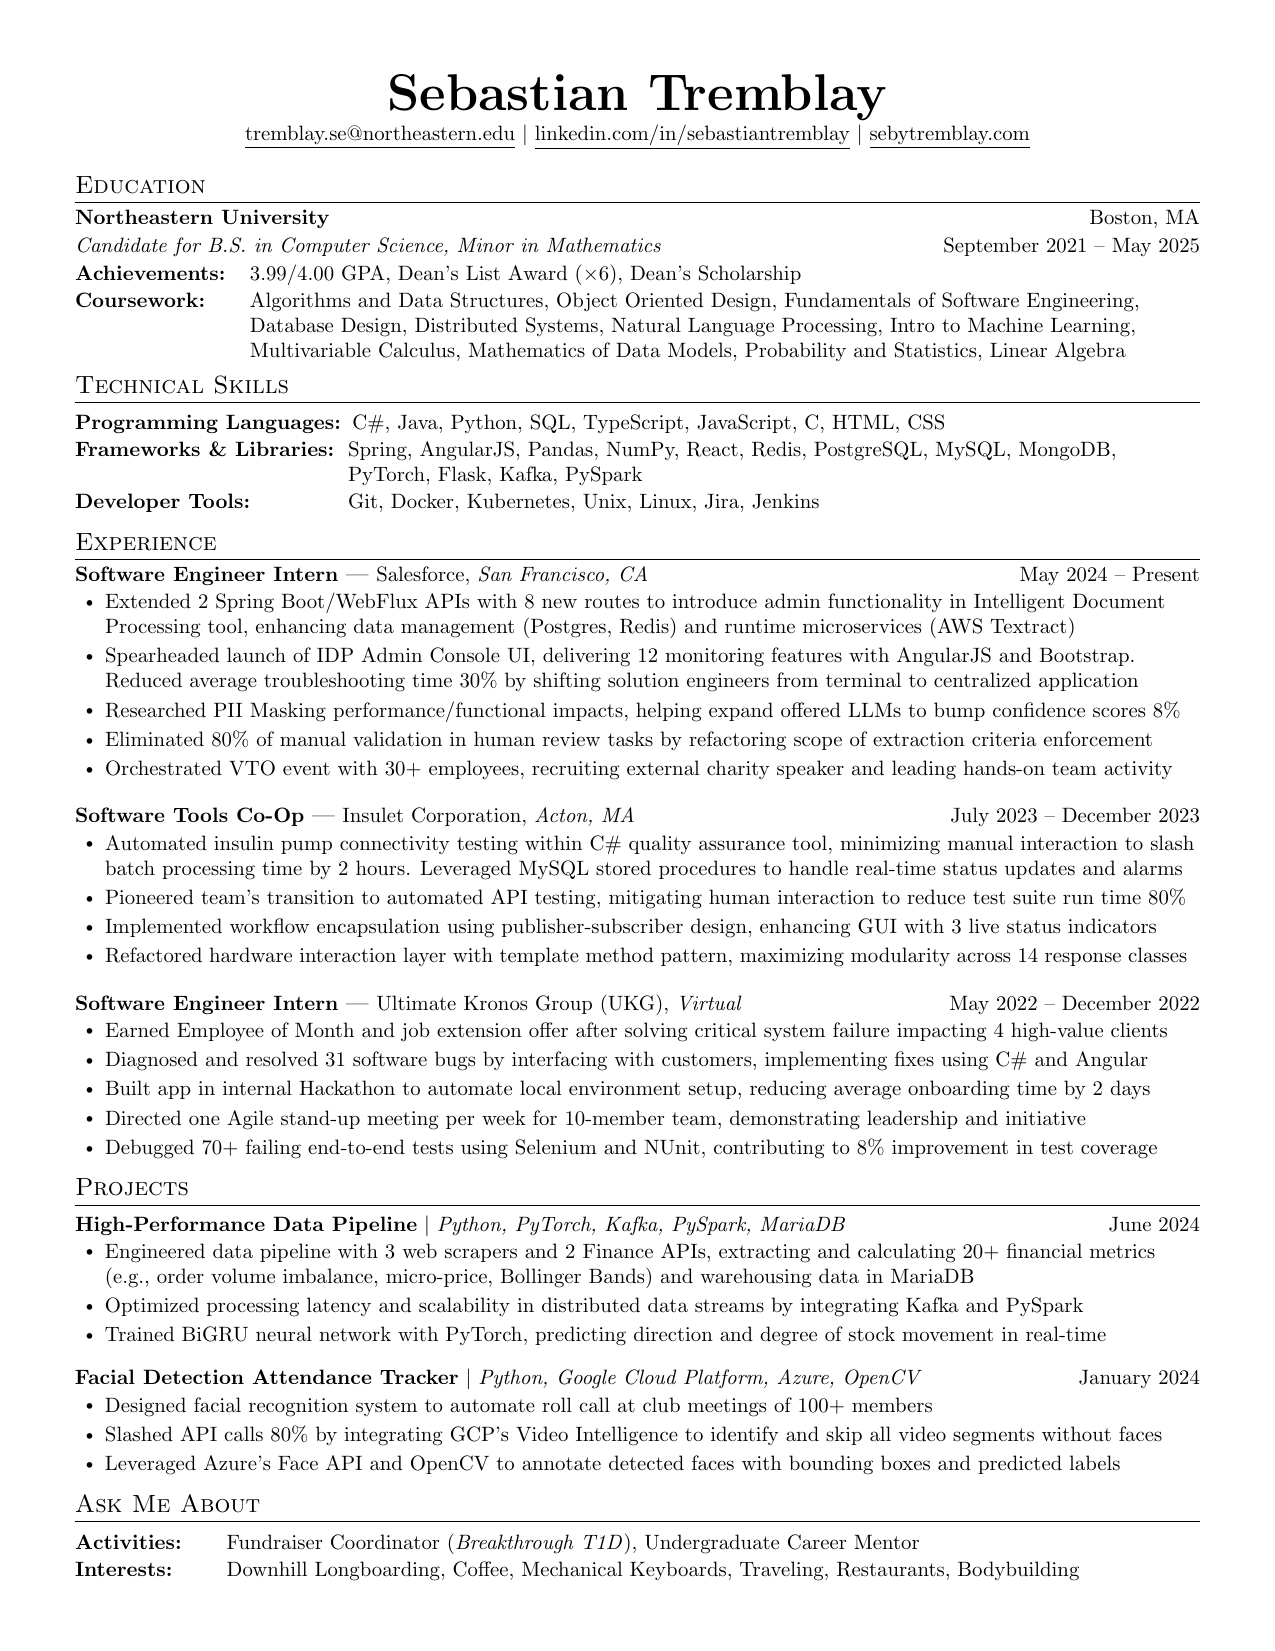 Sebastian Tremblay
tremblay.se@northeastern.edu | linkedin.com/in/sebastiantremblay | sebytremblay.com
Education
Northeastern University Boston, MA
Candidate for B.S. in Computer Science, Minor in Mathematics September 2021 – May 2025
Achievements: 3.99/4.00 GPA, Dean's List Award (×6), Dean's Scholarship
Coursework: Algorithms and Data Structures, Object Oriented Design, Fundamentals of Software Engineering,
Database Design, Distributed Systems, Natural Language Processing, Intro to Machine Learning,
Multivariable Calculus, Mathematics of Data Models, Probability and Statistics, Linear Algebra
Technical Skills
Programming Languages: C#, Java, Python, SQL, TypeScript, JavaScript, C, HTML, CSS
Frameworks & Libraries: Spring, AngularJS, Pandas, NumPy, React, Redis, PostgreSQL, MySQL, MongoDB,
PyTorch, Flask, Kafka, PySpark
Developer Tools: Git, Docker, Kubernetes, Unix, Linux, Jira, Jenkins
Experience
Software Engineer Intern — Salesforce, San Francisco, CA May 2024 – Present
• Extended 2 Spring Boot/WebFlux APIs with 8 new routes to introduce admin functionality in Intelligent Document
Processing tool, enhancing data management (Postgres, Redis) and runtime microservices (AWS Textract)
• Spearheaded launch of IDP Admin Console UI, delivering 12 monitoring features with AngularJS and Bootstrap.
Reduced average troubleshooting time 30% by shifting solution engineers from terminal to centralized application
• Researched PII Masking performance/functional impacts, helping expand offered LLMs to bump confidence scores 8%
• Eliminated 80% of manual validation in human review tasks by refactoring scope of extraction criteria enforcement
• Orchestrated VTO event with 30+ employees, recruiting external charity speaker and leading hands-on team activity
Software Tools Co-Op — Insulet Corporation, Acton, MA July 2023 – December 2023
• Automated insulin pump connectivity testing within C# quality assurance tool, minimizing manual interaction to slash
batch processing time by 2 hours. Leveraged MySQL stored procedures to handle real-time status updates and alarms
• Pioneered team's transition to automated API testing, mitigating human interaction to reduce test suite run time 80%
• Implemented workflow encapsulation using publisher-subscriber design, enhancing GUI with 3 live status indicators
• Refactored hardware interaction layer with template method pattern, maximizing modularity across 14 response classes
Software Engineer Intern — Ultimate Kronos Group (UKG), Virtual May 2022 – December 2022
• Earned Employee of Month and job extension offer after solving critical system failure impacting 4 high-value clients
• Diagnosed and resolved 31 software bugs by interfacing with customers, implementing fixes using C# and Angular
• Built app in internal Hackathon to automate local environment setup, reducing average onboarding time by 2 days
• Directed one Agile stand-up meeting per week for 10-member team, demonstrating leadership and initiative
• Debugged 70+ failing end-to-end tests using Selenium and NUnit, contributing to 8% improvement in test coverage
Projects
High-Performance Data Pipeline | Python, PyTorch, Kafka, PySpark, MariaDB June 2024
• Engineered data pipeline with 3 web scrapers and 2 Finance APIs, extracting and calculating 20+ financial metrics
(e.g., order volume imbalance, micro-price, Bollinger Bands) and warehousing data in MariaDB
• Optimized processing latency and scalability in distributed data streams by integrating Kafka and PySpark
• Trained BiGRU neural network with PyTorch, predicting direction and degree of stock movement in real-time
Facial Detection Attendance Tracker | Python, Google Cloud Platform, Azure, OpenCV January 2024
• Designed facial recognition system to automate roll call at club meetings of 100+ members
• Slashed API calls 80% by integrating GCP's Video Intelligence to identify and skip all video segments without faces
• Leveraged Azure's Face API and OpenCV to annotate detected faces with bounding boxes and predicted labels
Ask Me About
Activities: Fundraiser Coordinator (Breakthrough T1D), Undergraduate Career Mentor
Interests: Downhill Longboarding, Coffee, Mechanical Keyboards, Traveling, Restaurants, Bodybuilding